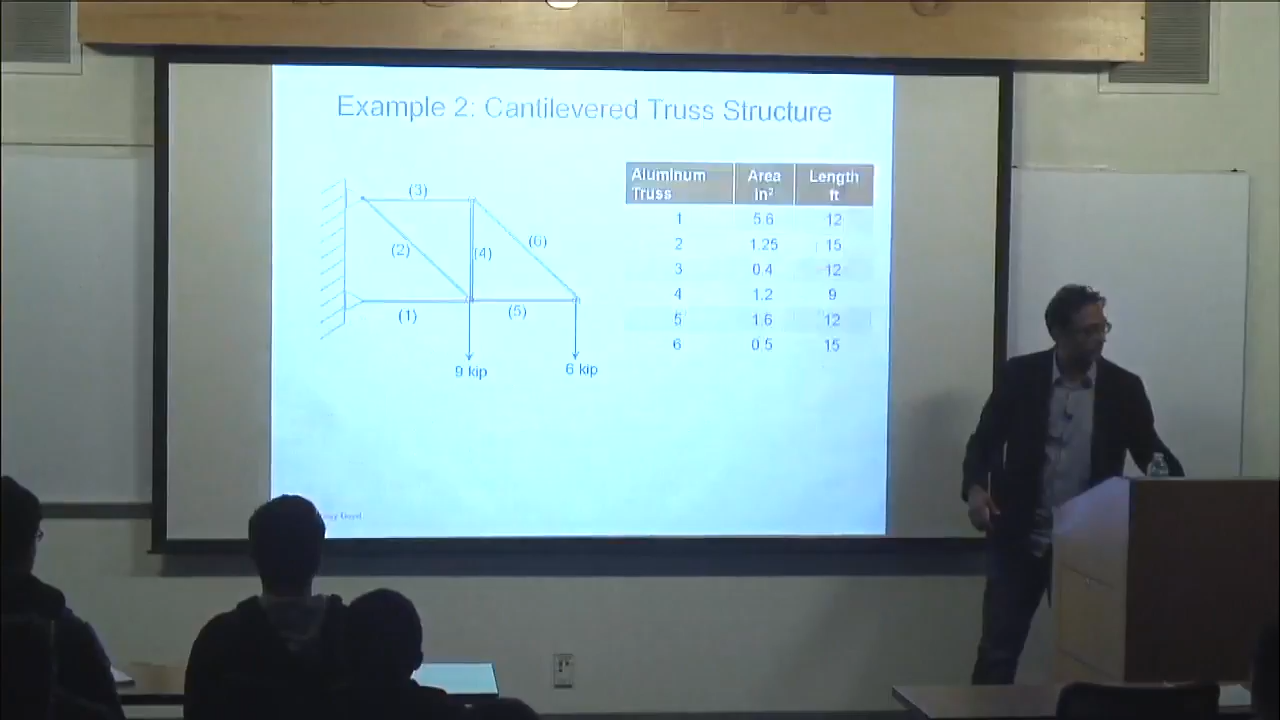 Example 2: Cantilevered Truss Structure
(3)
(2)
(4)
(6)
(1)
(5)
9 kip
6 kip
Aluminum Truss Area in² Length ft
1 5.6 12
2 1.25 15
3 0.4 12
4 1.2 9
5 1.6 12
6 0.5 15